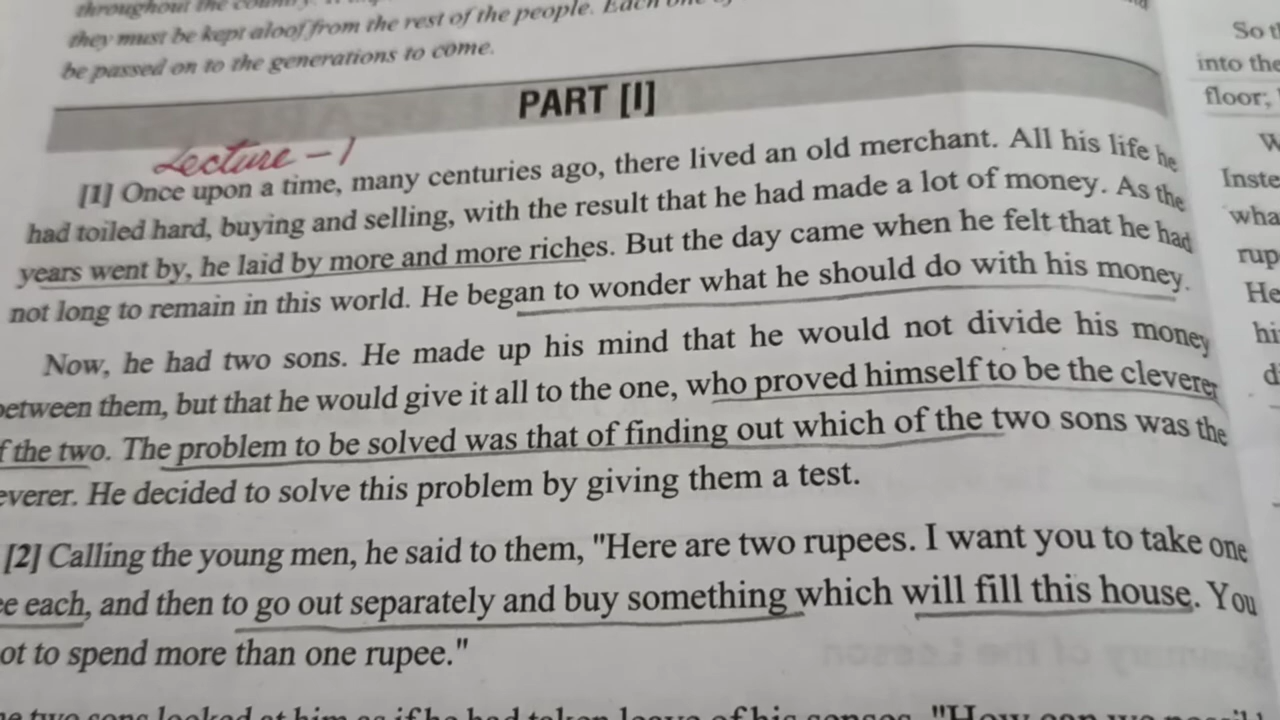 throughout the
they must be kept aloof from the rest of the people. Each one
be passed on to the generations to come.
PART [I]
Lecture - 1
[1] Once upon a time, many centuries ago, there lived an old merchant. All his life he
had toiled hard, buying and selling, with the result that he had made a lot of money. As the
years went by, he laid by more and more riches. But the day came when he felt that he had
not long to remain in this world. He began to wonder what he should do with his money.
Now, he had two sons. He made up his mind that he would not divide his money
between them, but that he would give it all to the one, who proved himself to be the cleverer
f the two. The problem to be solved was that of finding out which of the two sons was the
everer. He decided to solve this problem by giving them a test.
[2] Calling the young men, he said to them, "Here are two rupees. I want you to take one
ee each, and then to go out separately and buy something which will fill this house. You
ot to spend more than one rupee."
two sons looked at him as if he had taken leave of his senses. "How can we
So th
into the
floor;
W
Inste
wha
rup
He
hi
d